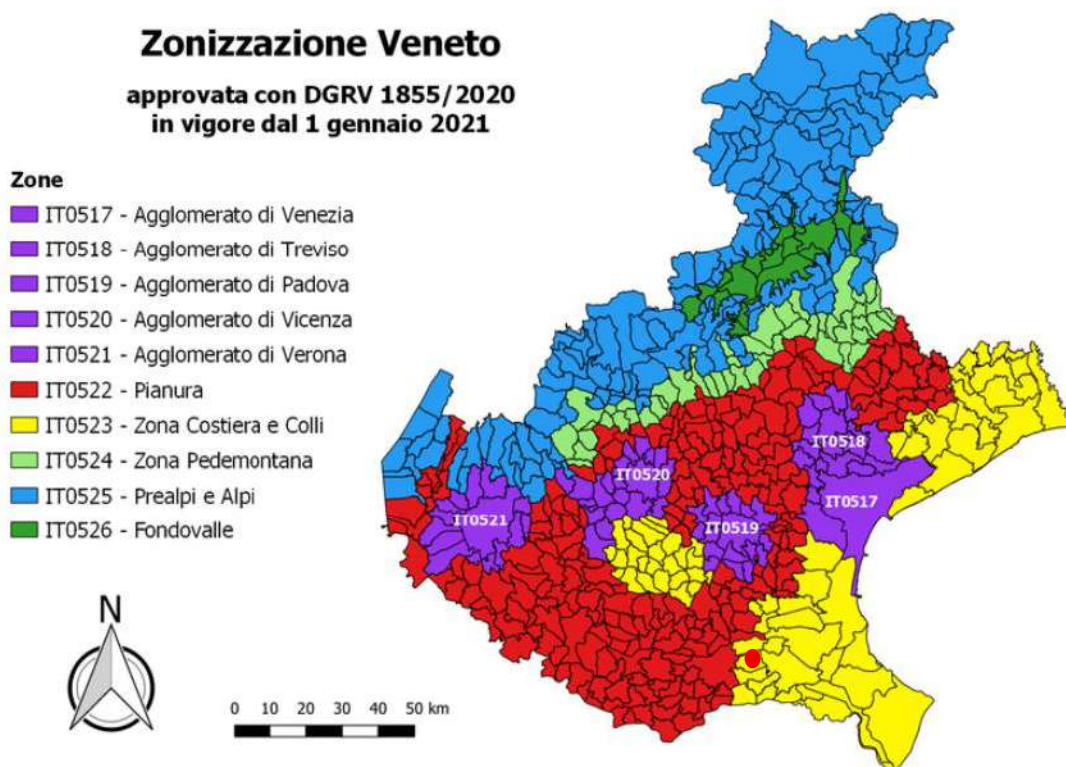 Zonizzazione Veneto
approvata con DGRV 1855/2020
in vigore dal 1 gennaio 2021
Zone
IT0517 - Agglomerato di Venezia
IT0518 - Agglomerato di Treviso
IT0519 - Agglomerato di Padova
IT0520 - Agglomerato di Vicenza
IT0521 - Agglomerato di Verona
IT0522 - Pianura
IT0523 - Zona Costiera e Colli
IT0524 - Zona Pedemontana
IT0525 - Prealpi e Alpi
IT0526 - Fondovalle
IT0518
IT0520
IT0517
IT0521
IT0519
N
0 10 20 30 40 50 km